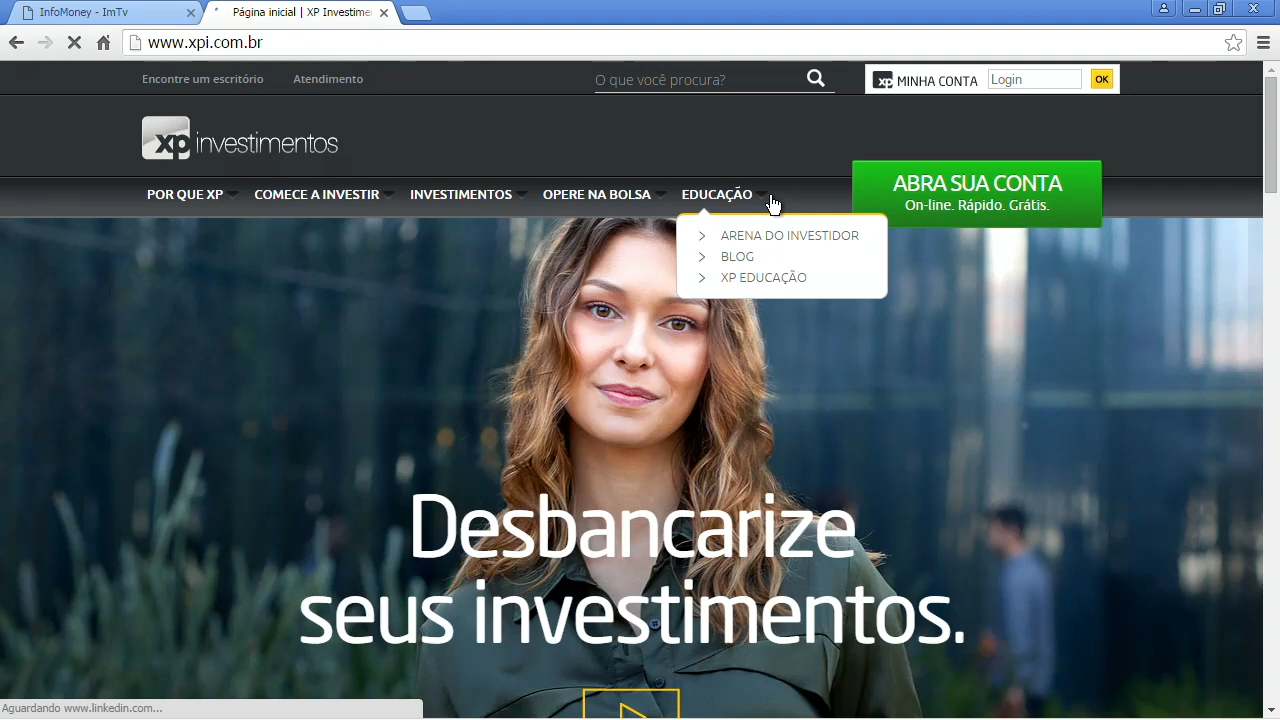 InfoMoney - ImTv
Página inicial | XP Investime
www.xpi.com.br
Encontre um escritório
Atendimento
O que você procura?
xp MINHA CONTA
Login
OK
xp investimentos
POR QUE XP
COMECE A INVESTIR
INVESTIMENTOS
OPERE NA BOLSA
EDUCAÇÃO
ABRA SUA CONTA
On-line. Rápido. Grátis.
ARENA DO INVESTIDOR
BLOG
XP EDUCAÇÃO
Desbancarize
seus investimentos.
Aguardando www.linkedin.com...